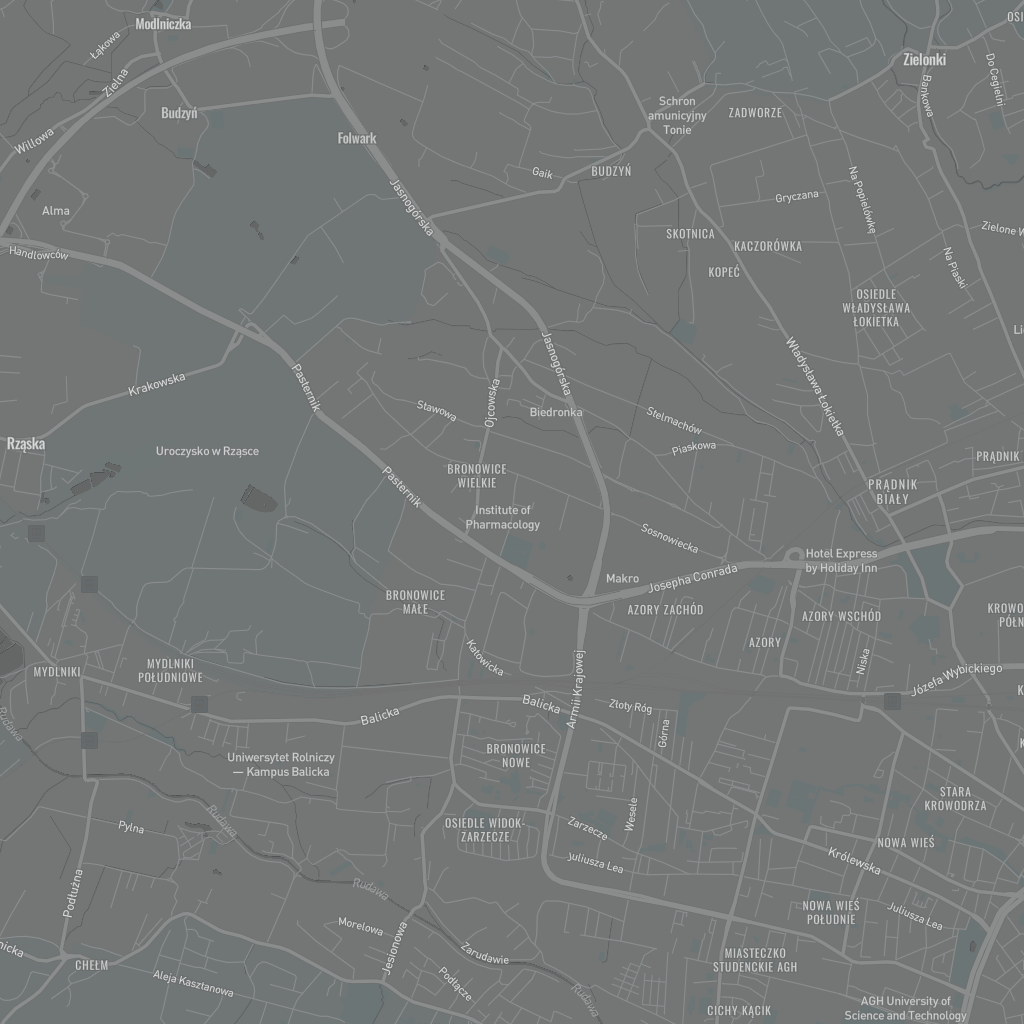 Modlniczka
OSI
Łąkowa
Zielonki
Do Cegielni
Zielna
Bankowa
Schron
amunicyjny
Tonie
ZADWORZE
Budzyń
Willowa
Folwark
Gaik
BUDZYŃ
Na Popielówkę
Gryczana
Jasnogórska
Alma
Zielone W
SKOTNICA
KACZORÓWKA
Handlowców
Na Piaski
KOPEĆ
OSIEDLE
WŁADYSŁAWA
ŁOKIETKA
Li
Jasnogórska
Władysława Łokietka
Krakowska
Pasternik
Ojcowska
Stawowa
Biedronka
Stelmachów
Piaskowa
Rząska
Uroczysko w Rząsce
PRĄDNIK
BRONOWICE
WIELKIE
Pasternik
PRĄDNIK
BIAŁY
Institute of
Pharmacology
Sosnowiecka
Hotel Express
by Holiday Inn
Makro
Josepha Conrada
BRONOWICE
MAŁE
AZORY ZACHÓD
AZORY WSCHÓD
KROWO
PÓŁN
AZORY
Niska
Katowicka
MYDLNIKI
MYDLNIKI
POŁUDNIOWE
Armii Krajowej
Józefa Wybickiego
K
Rudawa
Balicka
Balicka
Złoty Róg
Górna
K
BRONOWICE
NOWE
Uniwersytet Rolniczy
— Kampus Balicka
STARA
KROWODRZA
Wesele
Rudawa
Pylna
OSIEDLE WIDOK-
ZARZECZE
Zarzecze
NOWA WIEŚ
Juliusza Lea
Królewska
Podłużna
Rudawa
NOWA WIEŚ
POŁUDNIE
Juliusza Lea
Morelowa
Jesionowa
nicka
Zarudawie
CHEŁM
MIASTECZKO
STUDENCKIE AGH
Aleja Kasztanowa
Podłącze
Rudawa
CICHY KĄCIK
AGH University of
Science and Technology